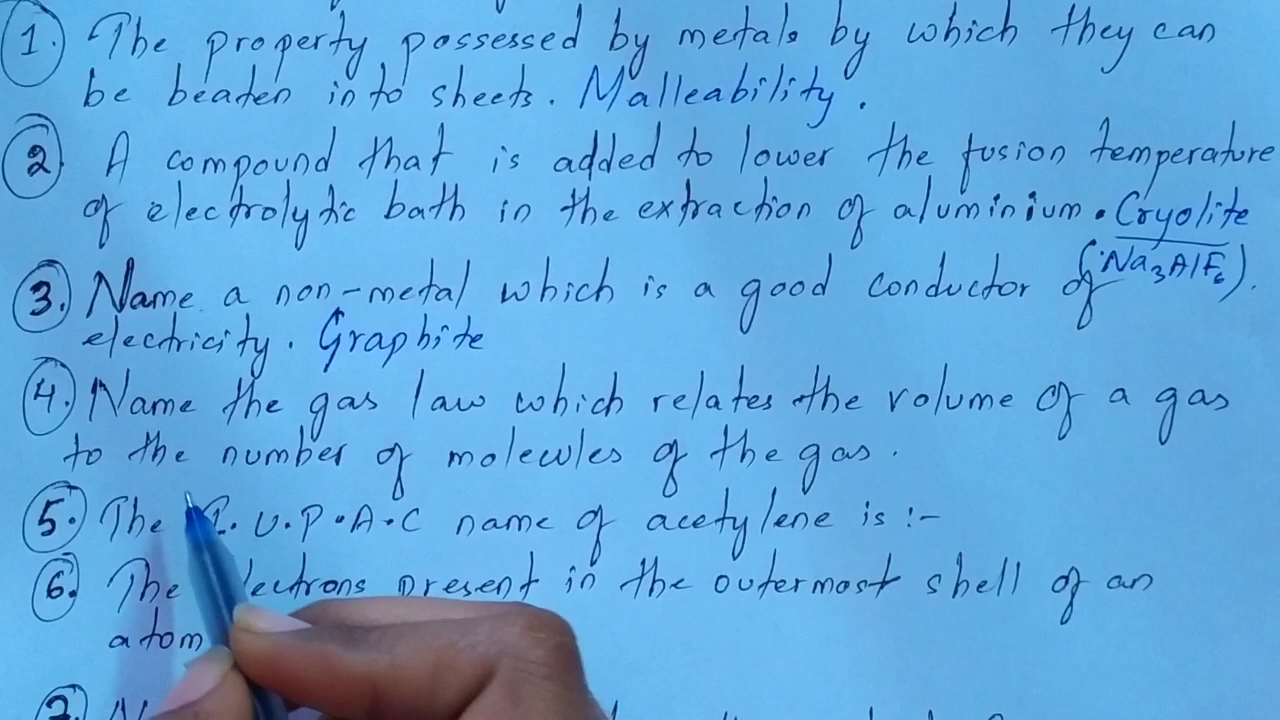 1. The property possessed by metals by which they can
be beaten into sheets. Malleability.
2. A compound that is added to lower the fusion temperature
of electrolytic bath in the extraction of aluminium. Cryolite
(Na3AlF6).
3. Name a non-metal which is a good conductor of
electricity. Graphite
4. Name the gas law which relates the volume of a gas
to the number of molecules of the gas.
5. The I.U.P.A.C name of acetylene is :-
6. The electrons present in the outermost shell of an
atom
7.